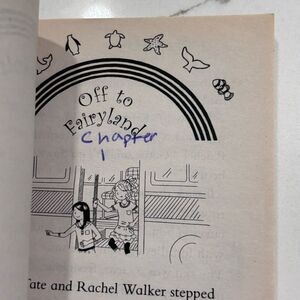 Off to
Fairyland
Chapter
1
ate and Rachel Walker stepped